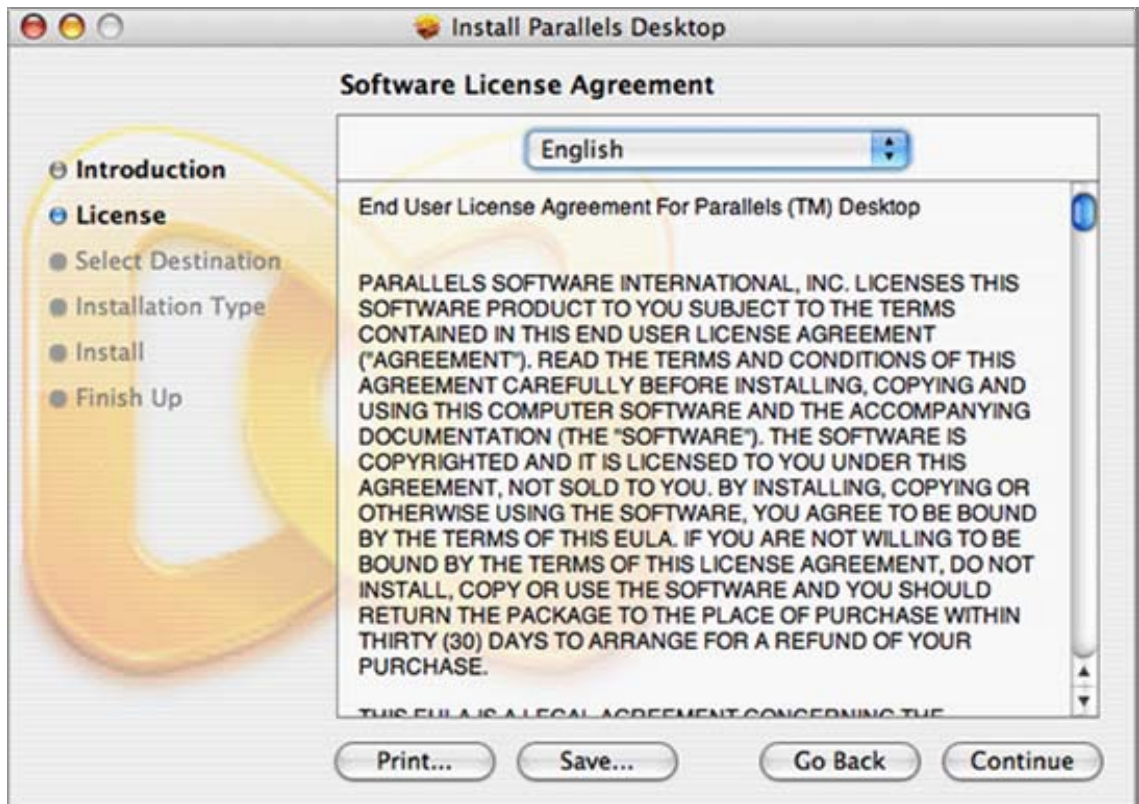 Install Parallels Desktop
Software License Agreement
Introduction
License
Select Destination
Installation Type
Install
Finish Up
English
End User License Agreement For Parallels (TM) Desktop
PARALLELS SOFTWARE INTERNATIONAL, INC. LICENSES THIS
SOFTWARE PRODUCT TO YOU SUBJECT TO THE TERMS
CONTAINED IN THIS END USER LICENSE AGREEMENT
("AGREEMENT"). READ THE TERMS AND CONDITIONS OF THIS
AGREEMENT CAREFULLY BEFORE INSTALLING, COPYING AND
USING THIS COMPUTER SOFTWARE AND THE ACCOMPANYING
DOCUMENTATION (THE "SOFTWARE"). THE SOFTWARE IS
COPYRIGHTED AND IT IS LICENSED TO YOU UNDER THIS
AGREEMENT, NOT SOLD TO YOU. BY INSTALLING, COPYING OR
OTHERWISE USING THE SOFTWARE, YOU AGREE TO BE BOUND
BY THE TERMS OF THIS EULA. IF YOU ARE NOT WILLING TO BE
BOUND BY THE TERMS OF THIS LICENSE AGREEMENT, DO NOT
INSTALL, COPY OR USE THE SOFTWARE AND YOU SHOULD
RETURN THE PACKAGE TO THE PLACE OF PURCHASE WITHIN
THIRTY (30) DAYS TO ARRANGE FOR A REFUND OF YOUR
PURCHASE.
THIS EULA IS A LEGAL AGREEMENT CONCERNING THE
Print...
Save...
Go Back
Continue